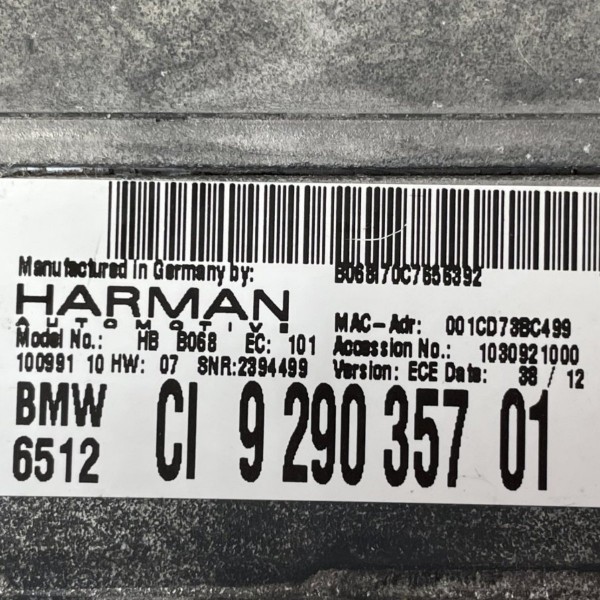 Manufactured in Germany by: B068I70C7656392
HARMAN
AUTOMOTIVE MAC-Adr: 001CD73BC499
Model No.: HB B068 EC: 101 Accession No.: 1030921000
100991 10 HW: 07 SNR:2394499 Version: ECE Date: 38 / 12
BMW
6512 CI 9 290 357 01